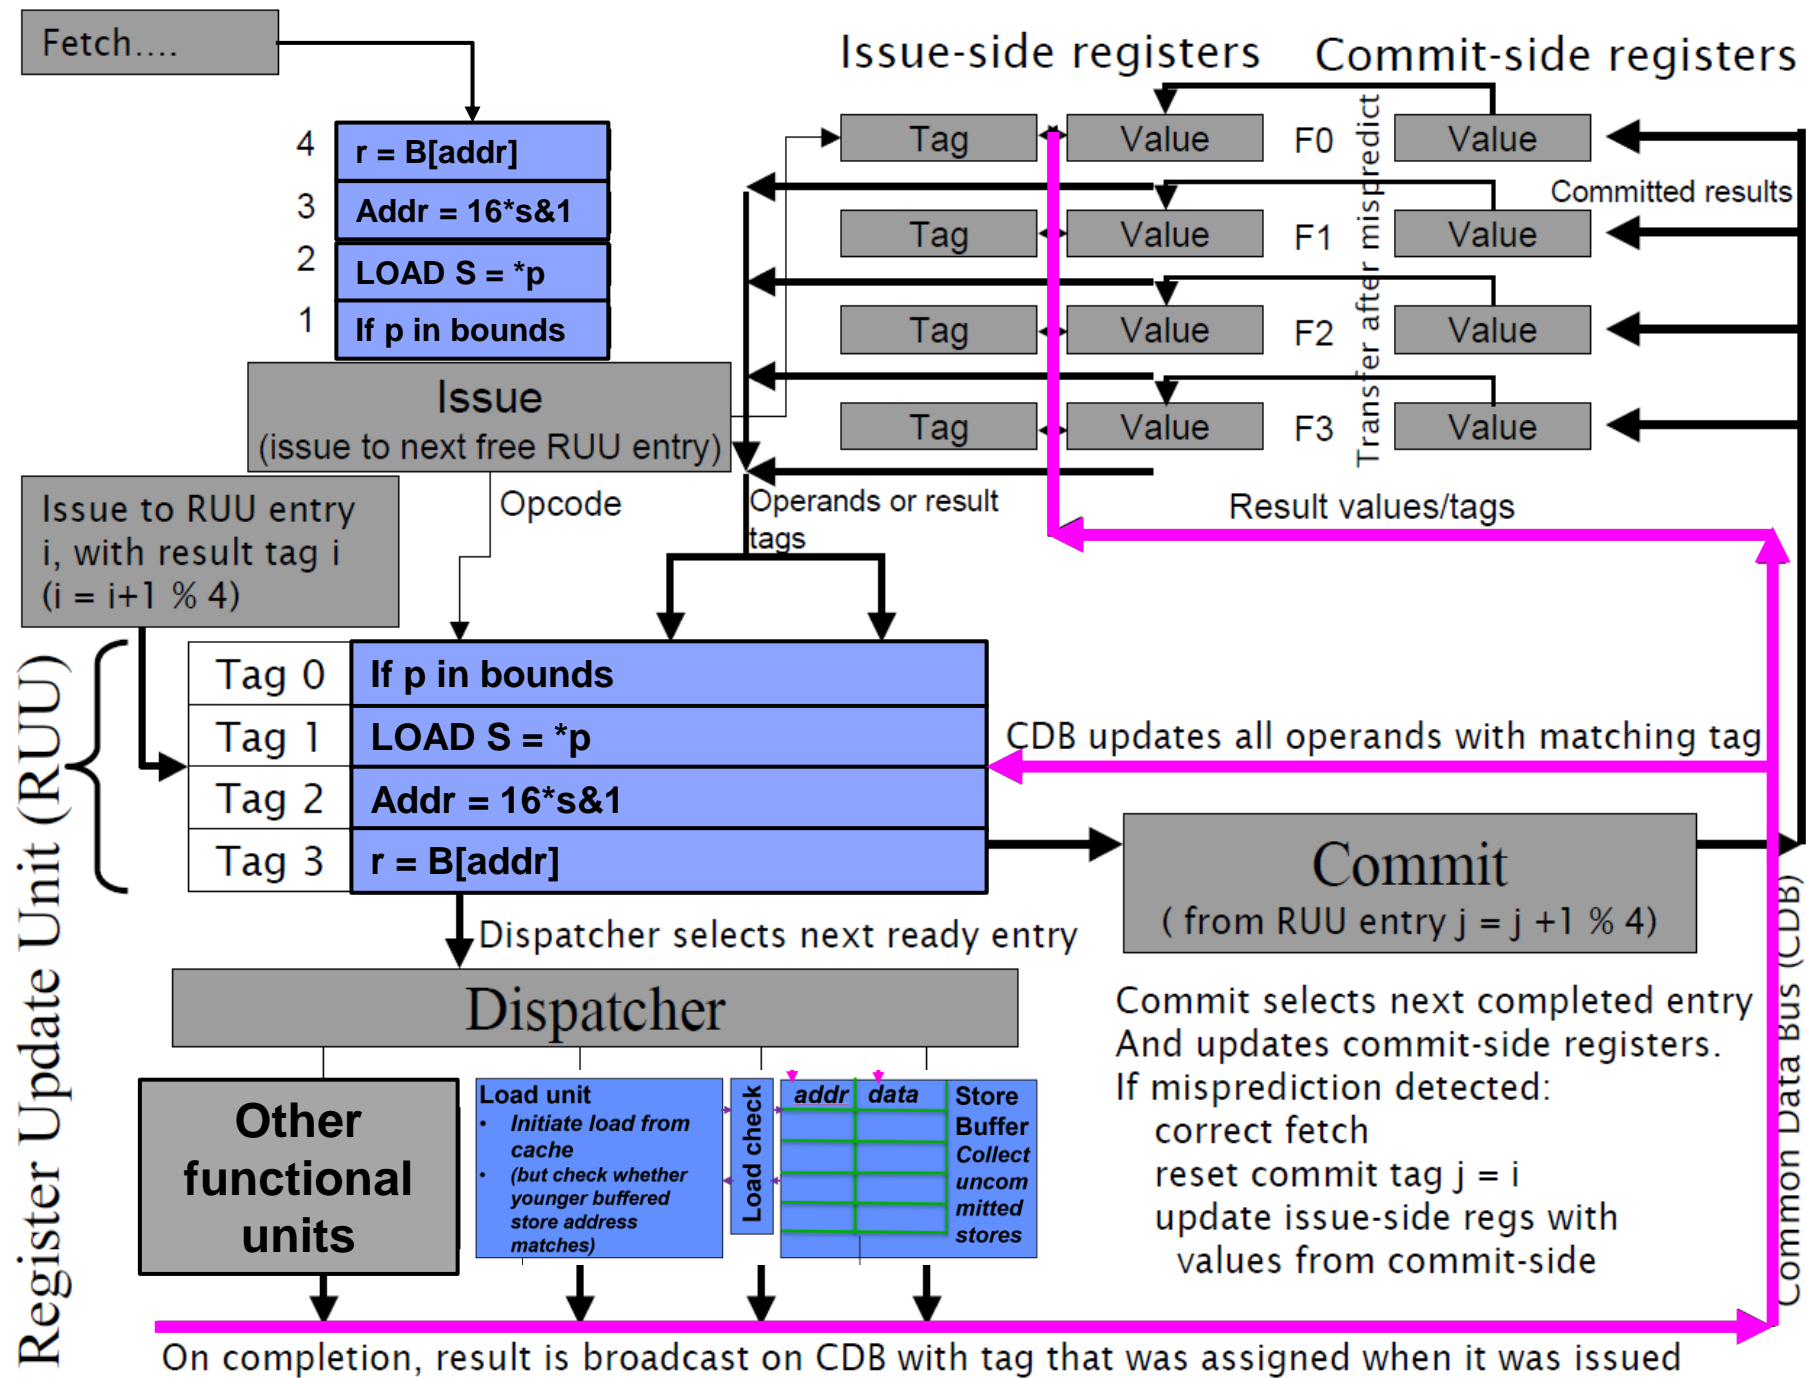 Fetch....
Issue-side registers
Commit-side registers
4
r = B[addr]
3
Addr = 16*s&1
2
LOAD S = *p
1
If p in bounds
Issue
(issue to next free RUU entry)
Tag
Value
F0
Value
Tag
Value
F1
Value
Tag
Value
F2
Value
Tag
Value
F3
Value
Transfer after mispredict
Committed results
Issue to RUU entry
i, with result tag i
(i = i+1 % 4)
Opcode
Operands or result
tags
Result values/tags
Register Update Unit (RUU)
Tag 0
If p in bounds
Tag 1
LOAD S = *p
Tag 2
Addr = 16*s&1
Tag 3
r = B[addr]
CDB updates all operands with matching tag
Commit
( from RUU entry j = j +1 % 4)
Dispatcher selects next ready entry
Dispatcher
Commit selects next completed entry
And updates commit-side registers.
If misprediction detected:
correct fetch
reset commit tag j = i
update issue-side regs with
values from commit-side
Common Data Bus (CDB)
Other
functional
units
Load unit
• Initiate load from
cache
• (but check whether
younger buffered
store address
matches)
Load check
addr
data
Store
Buffer
Collect
uncom
mitted
stores
On completion, result is broadcast on CDB with tag that was assigned when it was issued